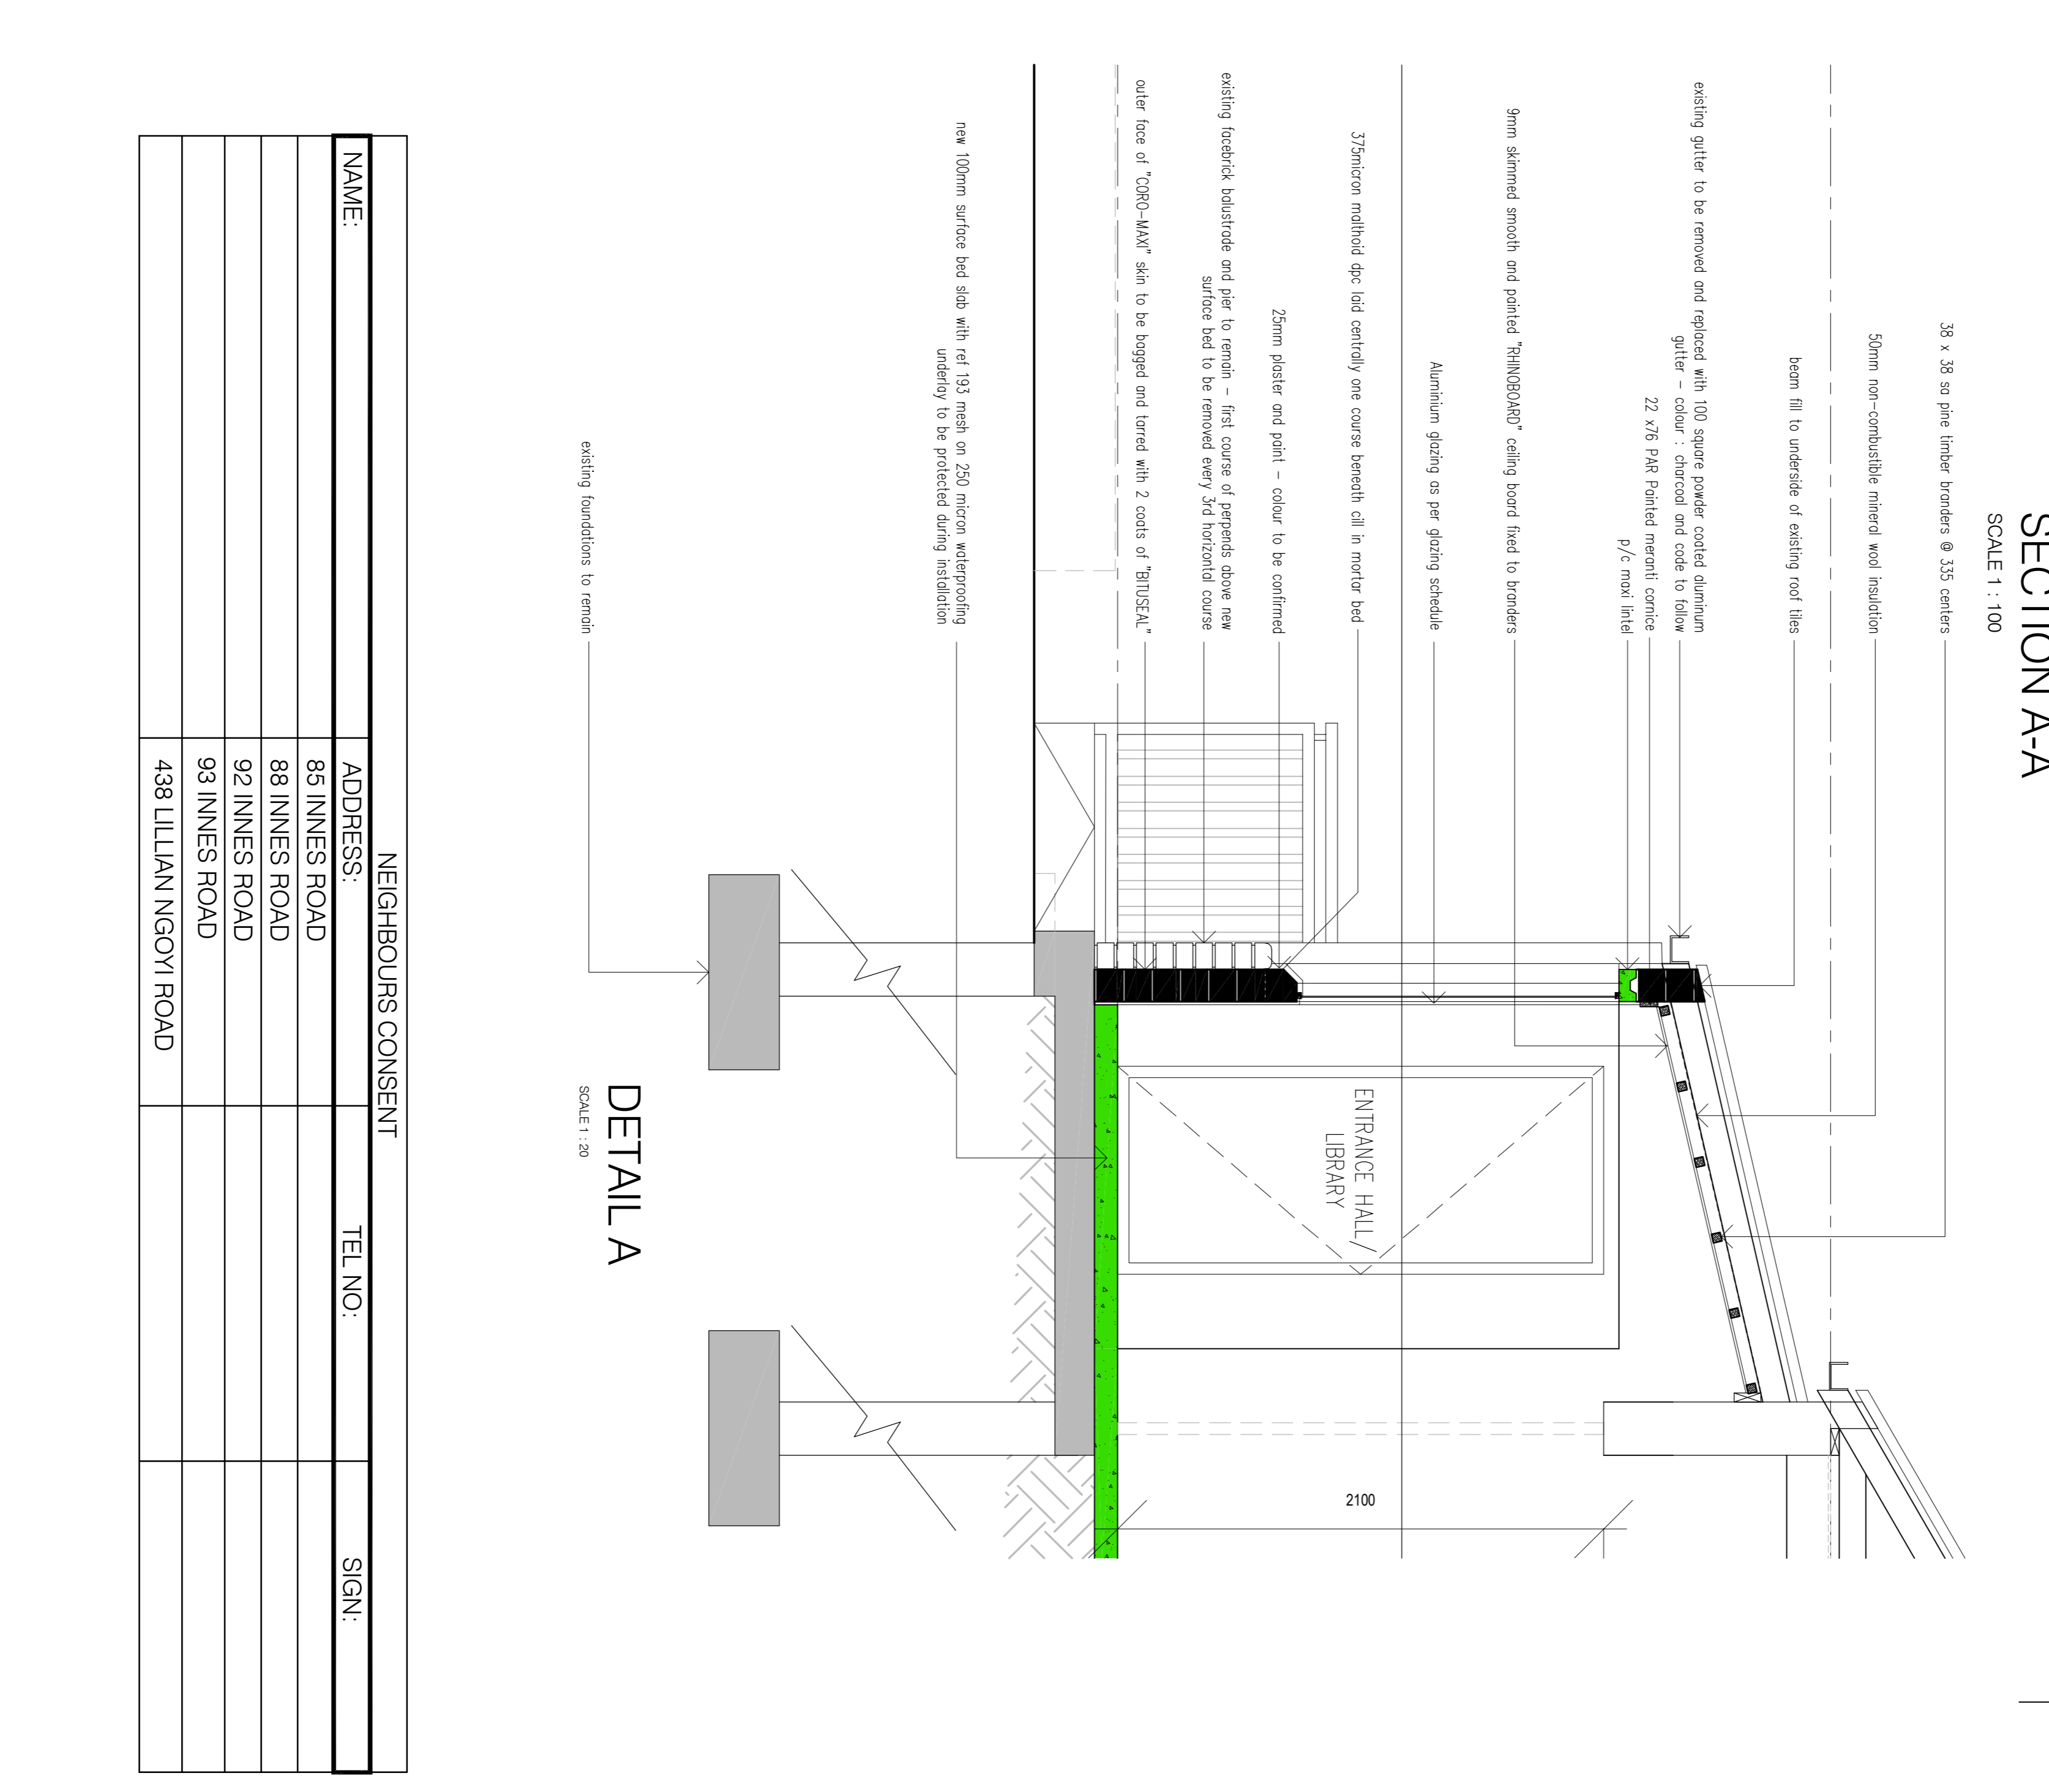 SECTION A-A
SCALE 1 : 100
38 x 38 sa pine timber branders @ 335 centers
50mm non-combustible mineral wool insulation
beam fill to underside of existing roof tiles
existing gutter to be removed and replaced with 100 square powder coated aluminum
gutter - colour : charcoal and code to follow
22 x76 PAR Painted meranti cornice
p/c maxi lintel
9mm skimmed smooth and painted "RHINOBOARD" ceiling board fixed to branders
Aluminium glazing as per glazing schedule
375micron malthoid dpc laid centrally one course beneath cill in mortar bed
25mm plaster and paint - colour to be confirmed
existing facebrick balustrade and pier to remain - first course of perpends above new
surface bed to be removed every 3rd horizontal course
outer face of "CORO-MAXI" skin to be bagged and tarred with 2 coats of "BITUSEAL"
new 100mm surface bed slab with ref 193 mesh on 250 micron waterproofing
underlay to be protected during installation
existing foundations to remain
ENTRANCE HALL/
LIBRARY
2100
DETAIL A
SCALE 1 : 20
NEIGHBOURS CONSENT
NAME: ADDRESS: TEL NO: SIGN:
85 INNES ROAD
88 INNES ROAD
92 INNES ROAD
93 INNES ROAD
438 LILLIAN NGOYI ROAD